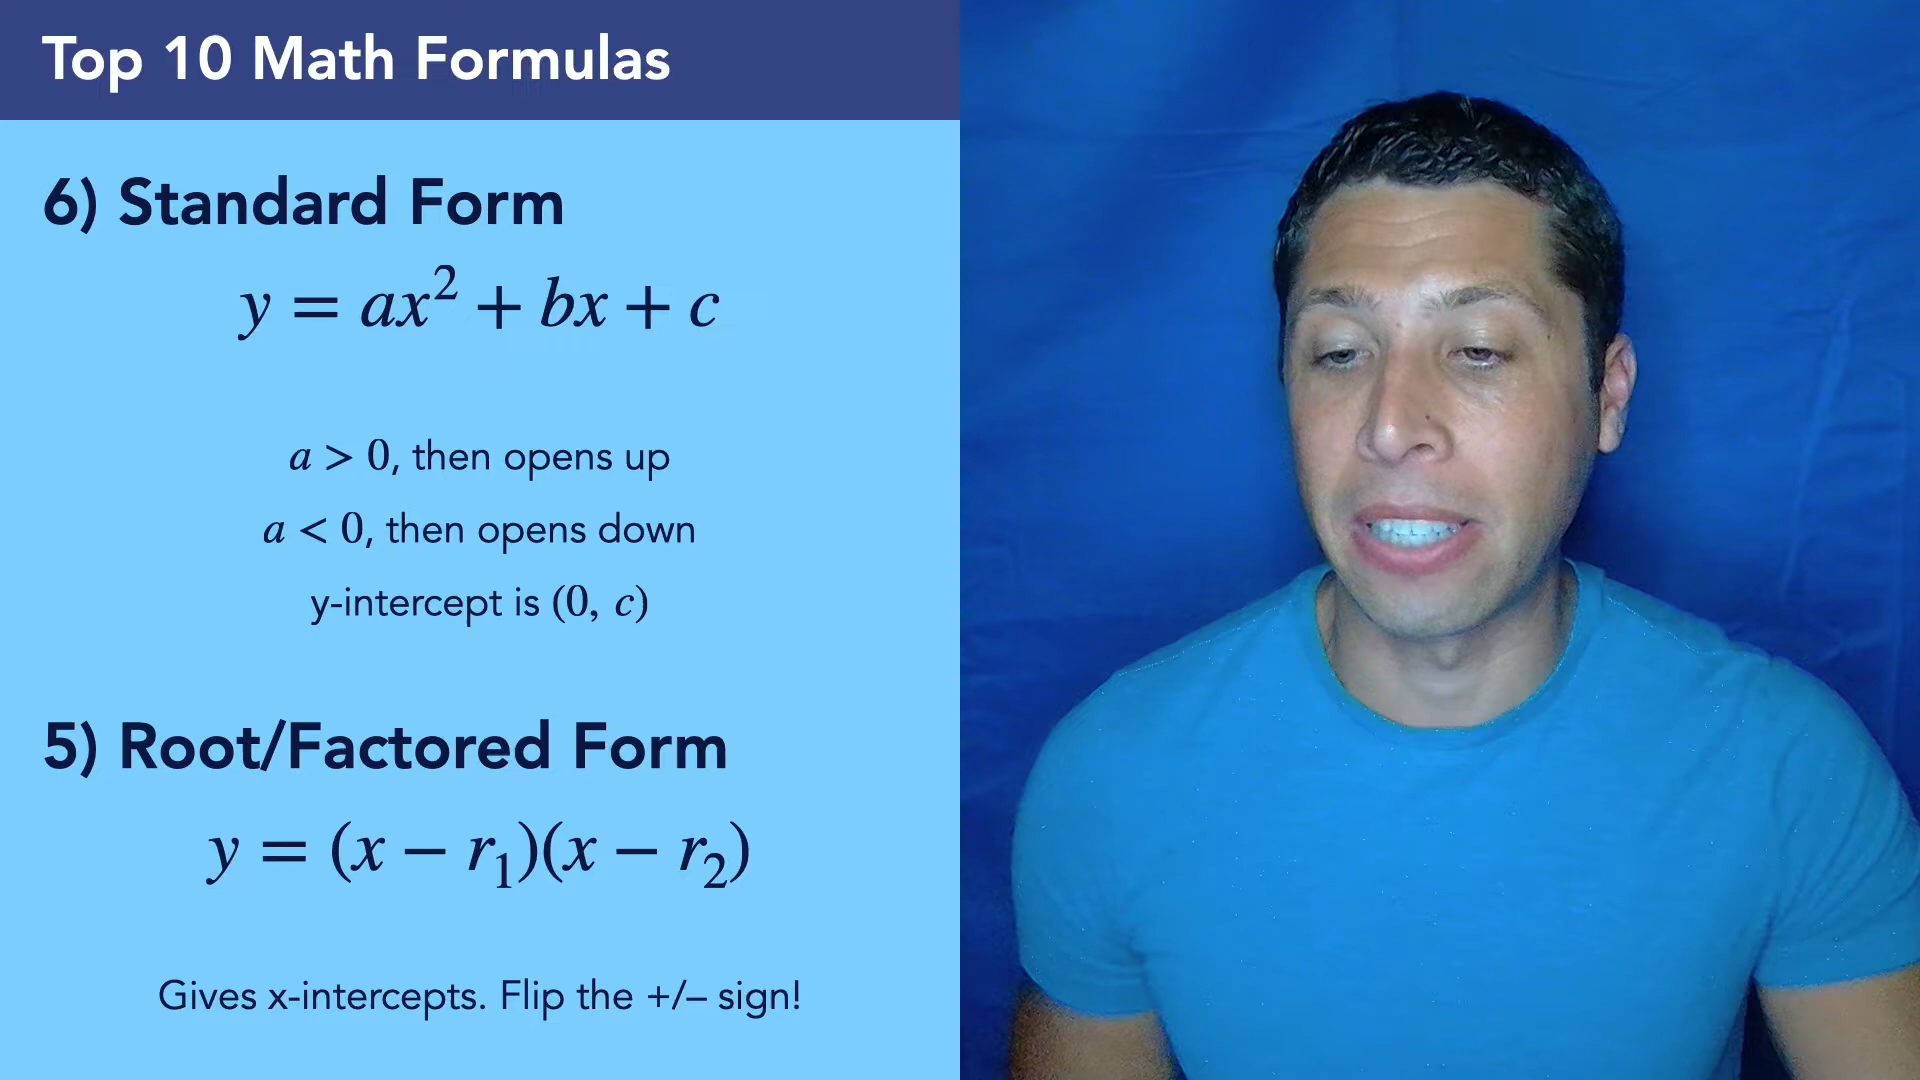 Top 10 Math Formulas
6) Standard Form
y = ax² + bx + c
a > 0, then opens up
a < 0, then opens down
y-intercept is (0, c)
5) Root/Factored Form
y = (x − r₁)(x − r₂)
Gives x-intercepts. Flip the +/– sign!